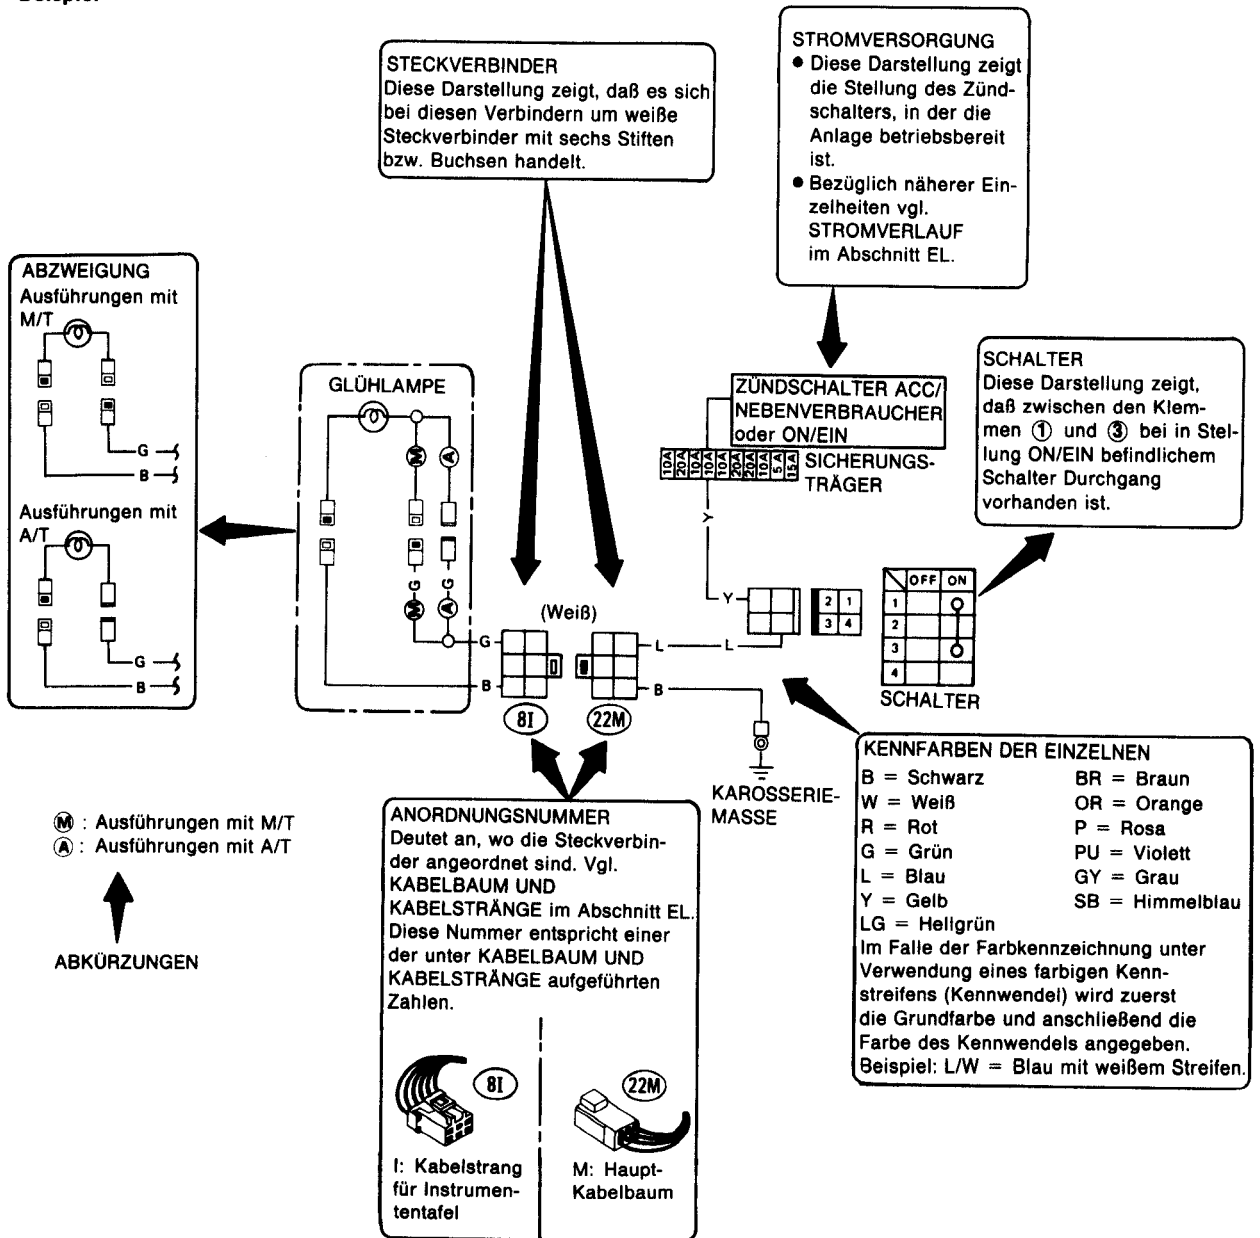 Beispiel
STECKVERBINDER
Diese Darstellung zeigt, daß es sich
bei diesen Verbindern um weiße
Steckverbinder mit sechs Stiften
bzw. Buchsen handelt.
STROMVERSORGUNG
● Diese Darstellung zeigt
die Stellung des Zünd-
schalters, in der die
Anlage betriebsbereit
ist.
● Bezüglich näherer Ein-
zelheiten vgl.
STROMVERLAUF
im Abschnitt EL.
ABZWEIGUNG
Ausführungen mit
M/T
G
B
Ausführungen mit
A/T
G
B
GLÜHLAMPE
M A
G G
M A
G
B
(Weiß)
8I
22M
L
L
B
ZÜNDSCHALTER ACC/
NEBENVERBRAUCHER
oder ON/EIN
10A 20A 10A 10A 10A 20A 20A 10A 5A 15A
SICHERUNGS-
TRÄGER
Y
Y
2 1
3 4
SCHALTER
Diese Darstellung zeigt,
daß zwischen den Klem-
men ① und ③ bei in Stel-
lung ON/EIN befindlichem
Schalter Durchgang
vorhanden ist.
OFF ON
1
2
3
4
SCHALTER
KAROSSERIE-
MASSE
KENNFARBEN DER EINZELNEN
B = Schwarz BR = Braun
W = Weiß OR = Orange
R = Rot P = Rosa
G = Grün PU = Violett
L = Blau GY = Grau
Y = Gelb SB = Himmelblau
LG = Hellgrün
Im Falle der Farbkennzeichnung unter
Verwendung eines farbigen Kenn-
streifens (Kennwendel) wird zuerst
die Grundfarbe und anschließend die
Farbe des Kennwendels angegeben.
Beispiel: L/W = Blau mit weißem Streifen.
Ⓜ : Ausführungen mit M/T
Ⓐ : Ausführungen mit A/T
ABKÜRZUNGEN
ANORDNUNGSNUMMER
Deutet an, wo die Steckverbin-
der angeordnet sind. Vgl.
KABELBAUM UND
KABELSTRÄNGE im Abschnitt EL.
Diese Nummer entspricht einer
der unter KABELBAUM UND
KABELSTRÄNGE aufgeführten
Zahlen.
8I
I: Kabelstrang
für Instrumen-
tentafel
22M
M: Haupt-
Kabelbaum